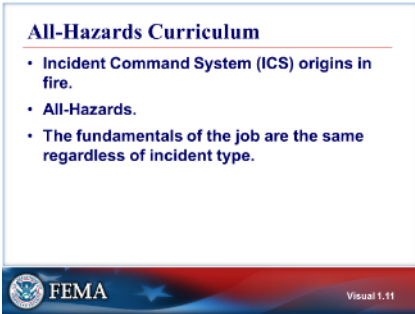 All-Hazards Curriculum
• Incident Command System (ICS) origins in
fire.
• All-Hazards.
• The fundamentals of the job are the same
regardless of incident type.
FEMA
Visual 1.11